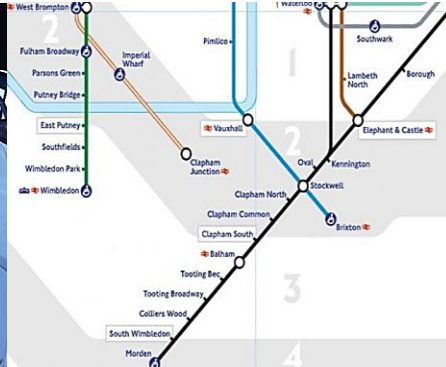 West Brompton
2
Waterloo
Pimlico
Southwark
Fulham Broadway
Imperial
Wharf
1
Parsons Green
Lambeth
North
Borough
Putney Bridge
East Putney
Vauxhall
2
Elephant & Castle
Southfields
Clapham
Junction
Oval
Kennington
Wimbledon Park
Wimbledon
Stockwell
Clapham North
Clapham Common
Brixton
Clapham South
Balham
Tooting Bec
3
Tooting Broadway
Colliers Wood
South Wimbledon
Morden
4